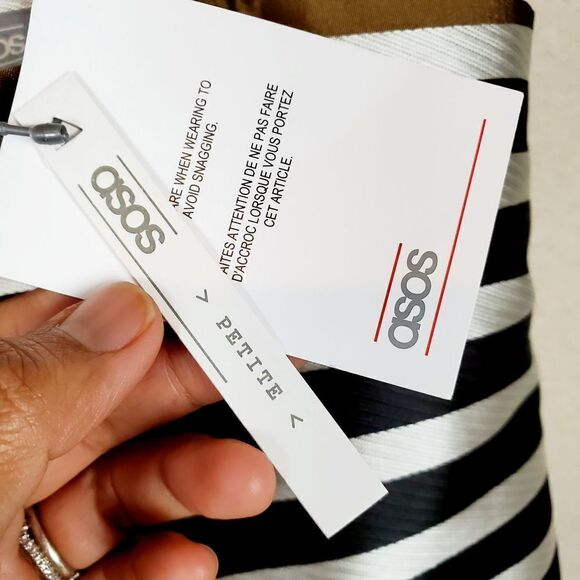 asos
ARE WHEN WEARING TO
AVOID SNAGGING.
AITES ATTENTION DE NE PAS FAIRE
D'ACCROC LORSQUE VOUS PORTEZ
CET ARTICLE.
asos
asos
< PETITE <